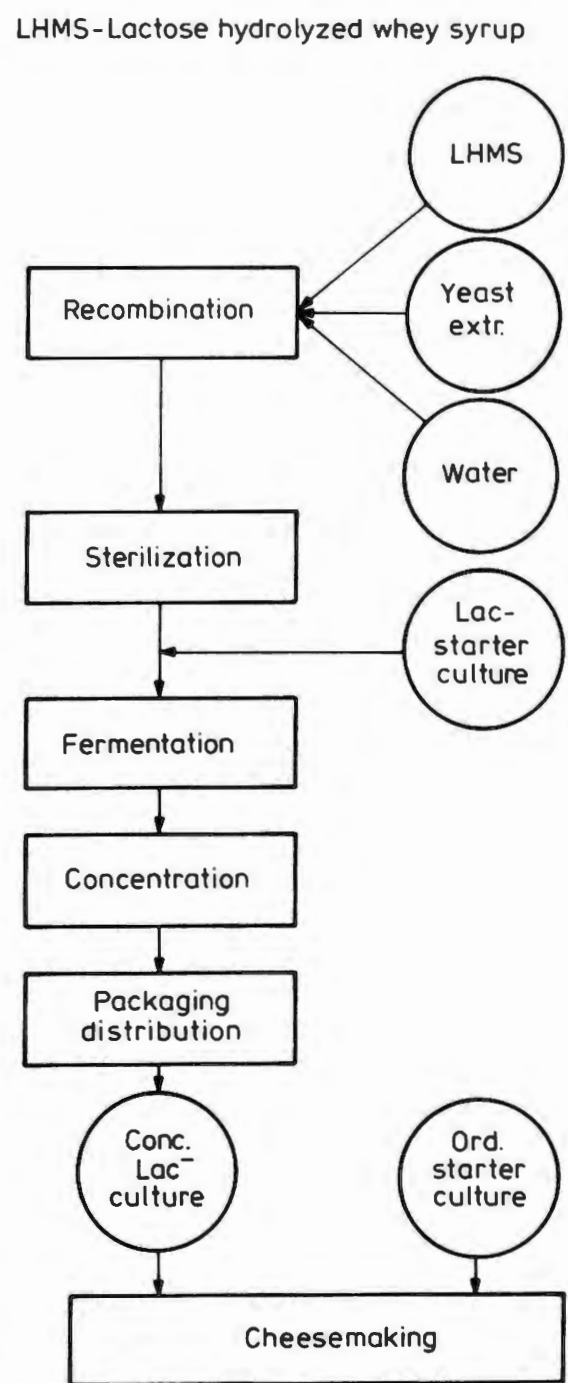 LHMS-Lactose hydrolyzed whey syrup
LHMS
Recombination
Yeast
extr.
Water
Sterilization
Lac-
starter
culture
Fermentation
Concentration
Packaging
distribution
Conc.
Lac⁻
culture
Ord.
starter
culture
Cheesemaking